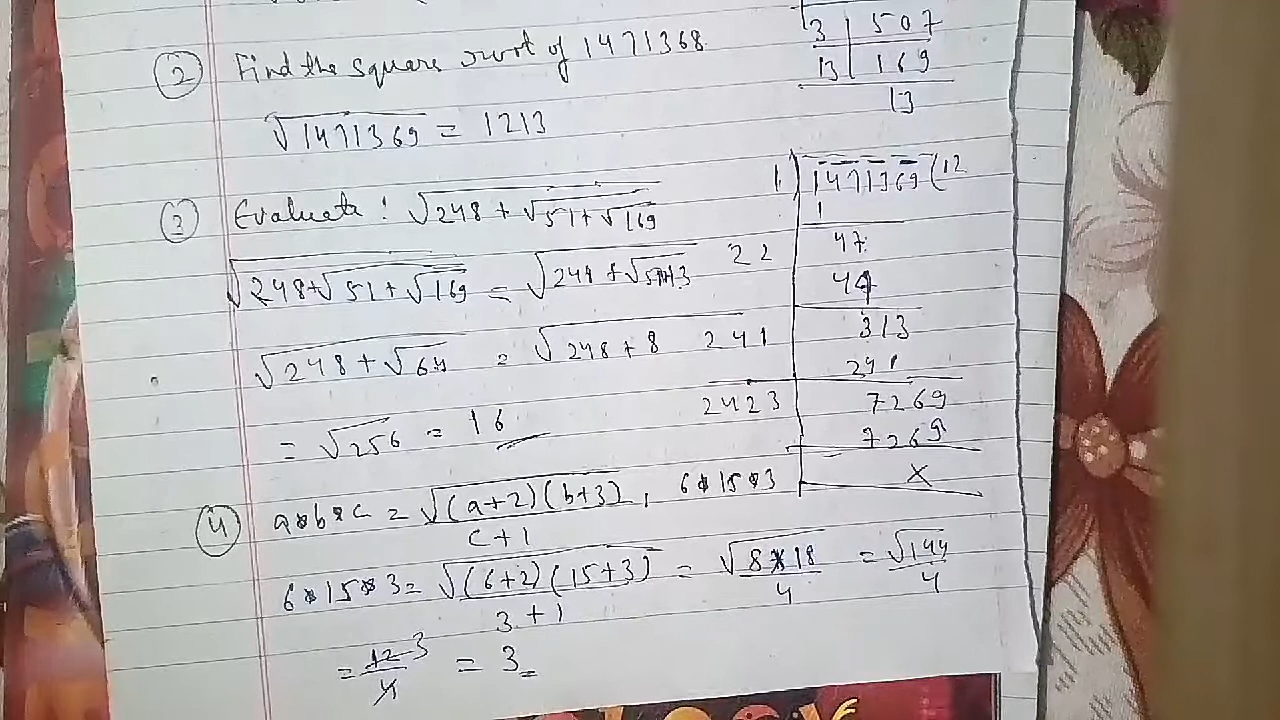 3 | 507
13 | 169
13
② Find the square root of 1471368
√1471369 = 1213
1 ) 1471369 ( 12
1
③ Evaluate : √248 + √51 + √169
22 47
44
√248+√51+√169 = √248 + √51+13
313
√248 + √64 = √248 + 8
241 241
2423 7269
= √256 = 16
7269
X
④ a*b*c = √(a+2)(b+3) / c+1 , 6*15*3
6*15*3 = √(6+2)(15+3) / 3+1 = √8×18 / 4 = √144 / 4
= 12 3 / 4 = 3